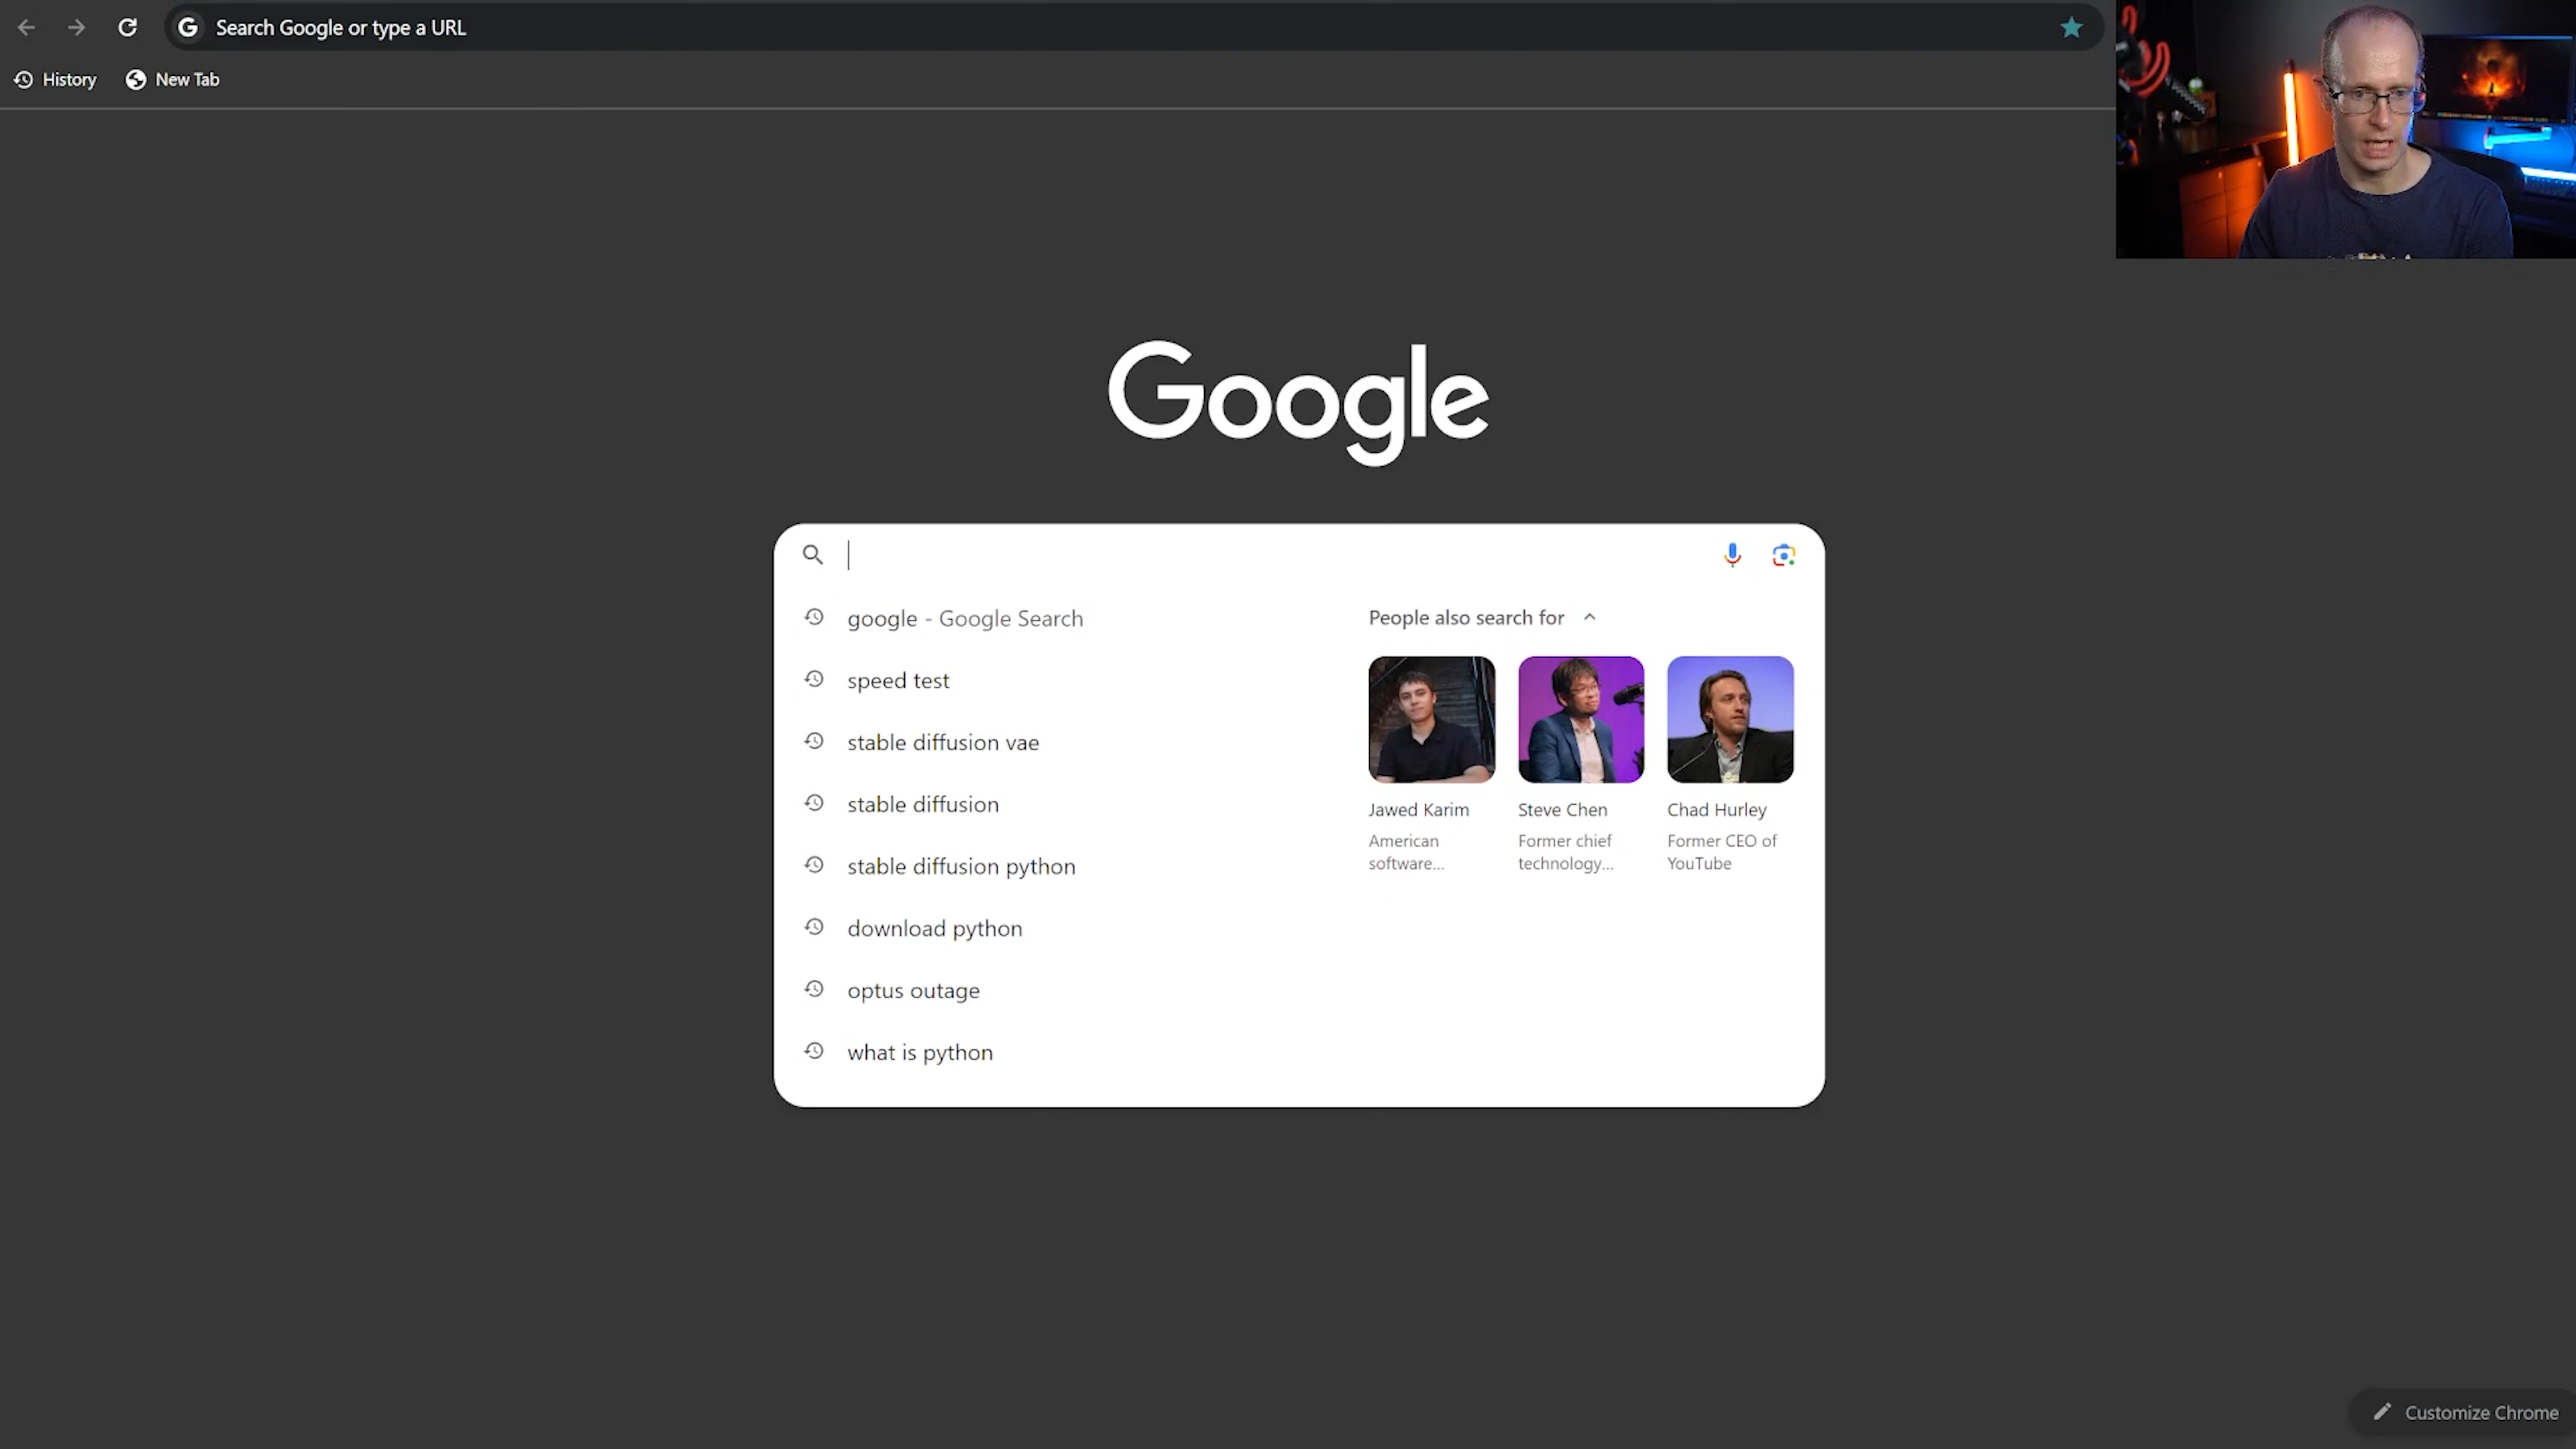 Search Google or type a URL
History
New Tab
Google
google - Google Search
speed test
stable diffusion vae
stable diffusion
stable diffusion python
download python
optus outage
what is python
People also search for
Jawed Karim
American
software...
Steve Chen
Former chief
technology...
Chad Hurley
Former CEO of
YouTube
Customize Chrome